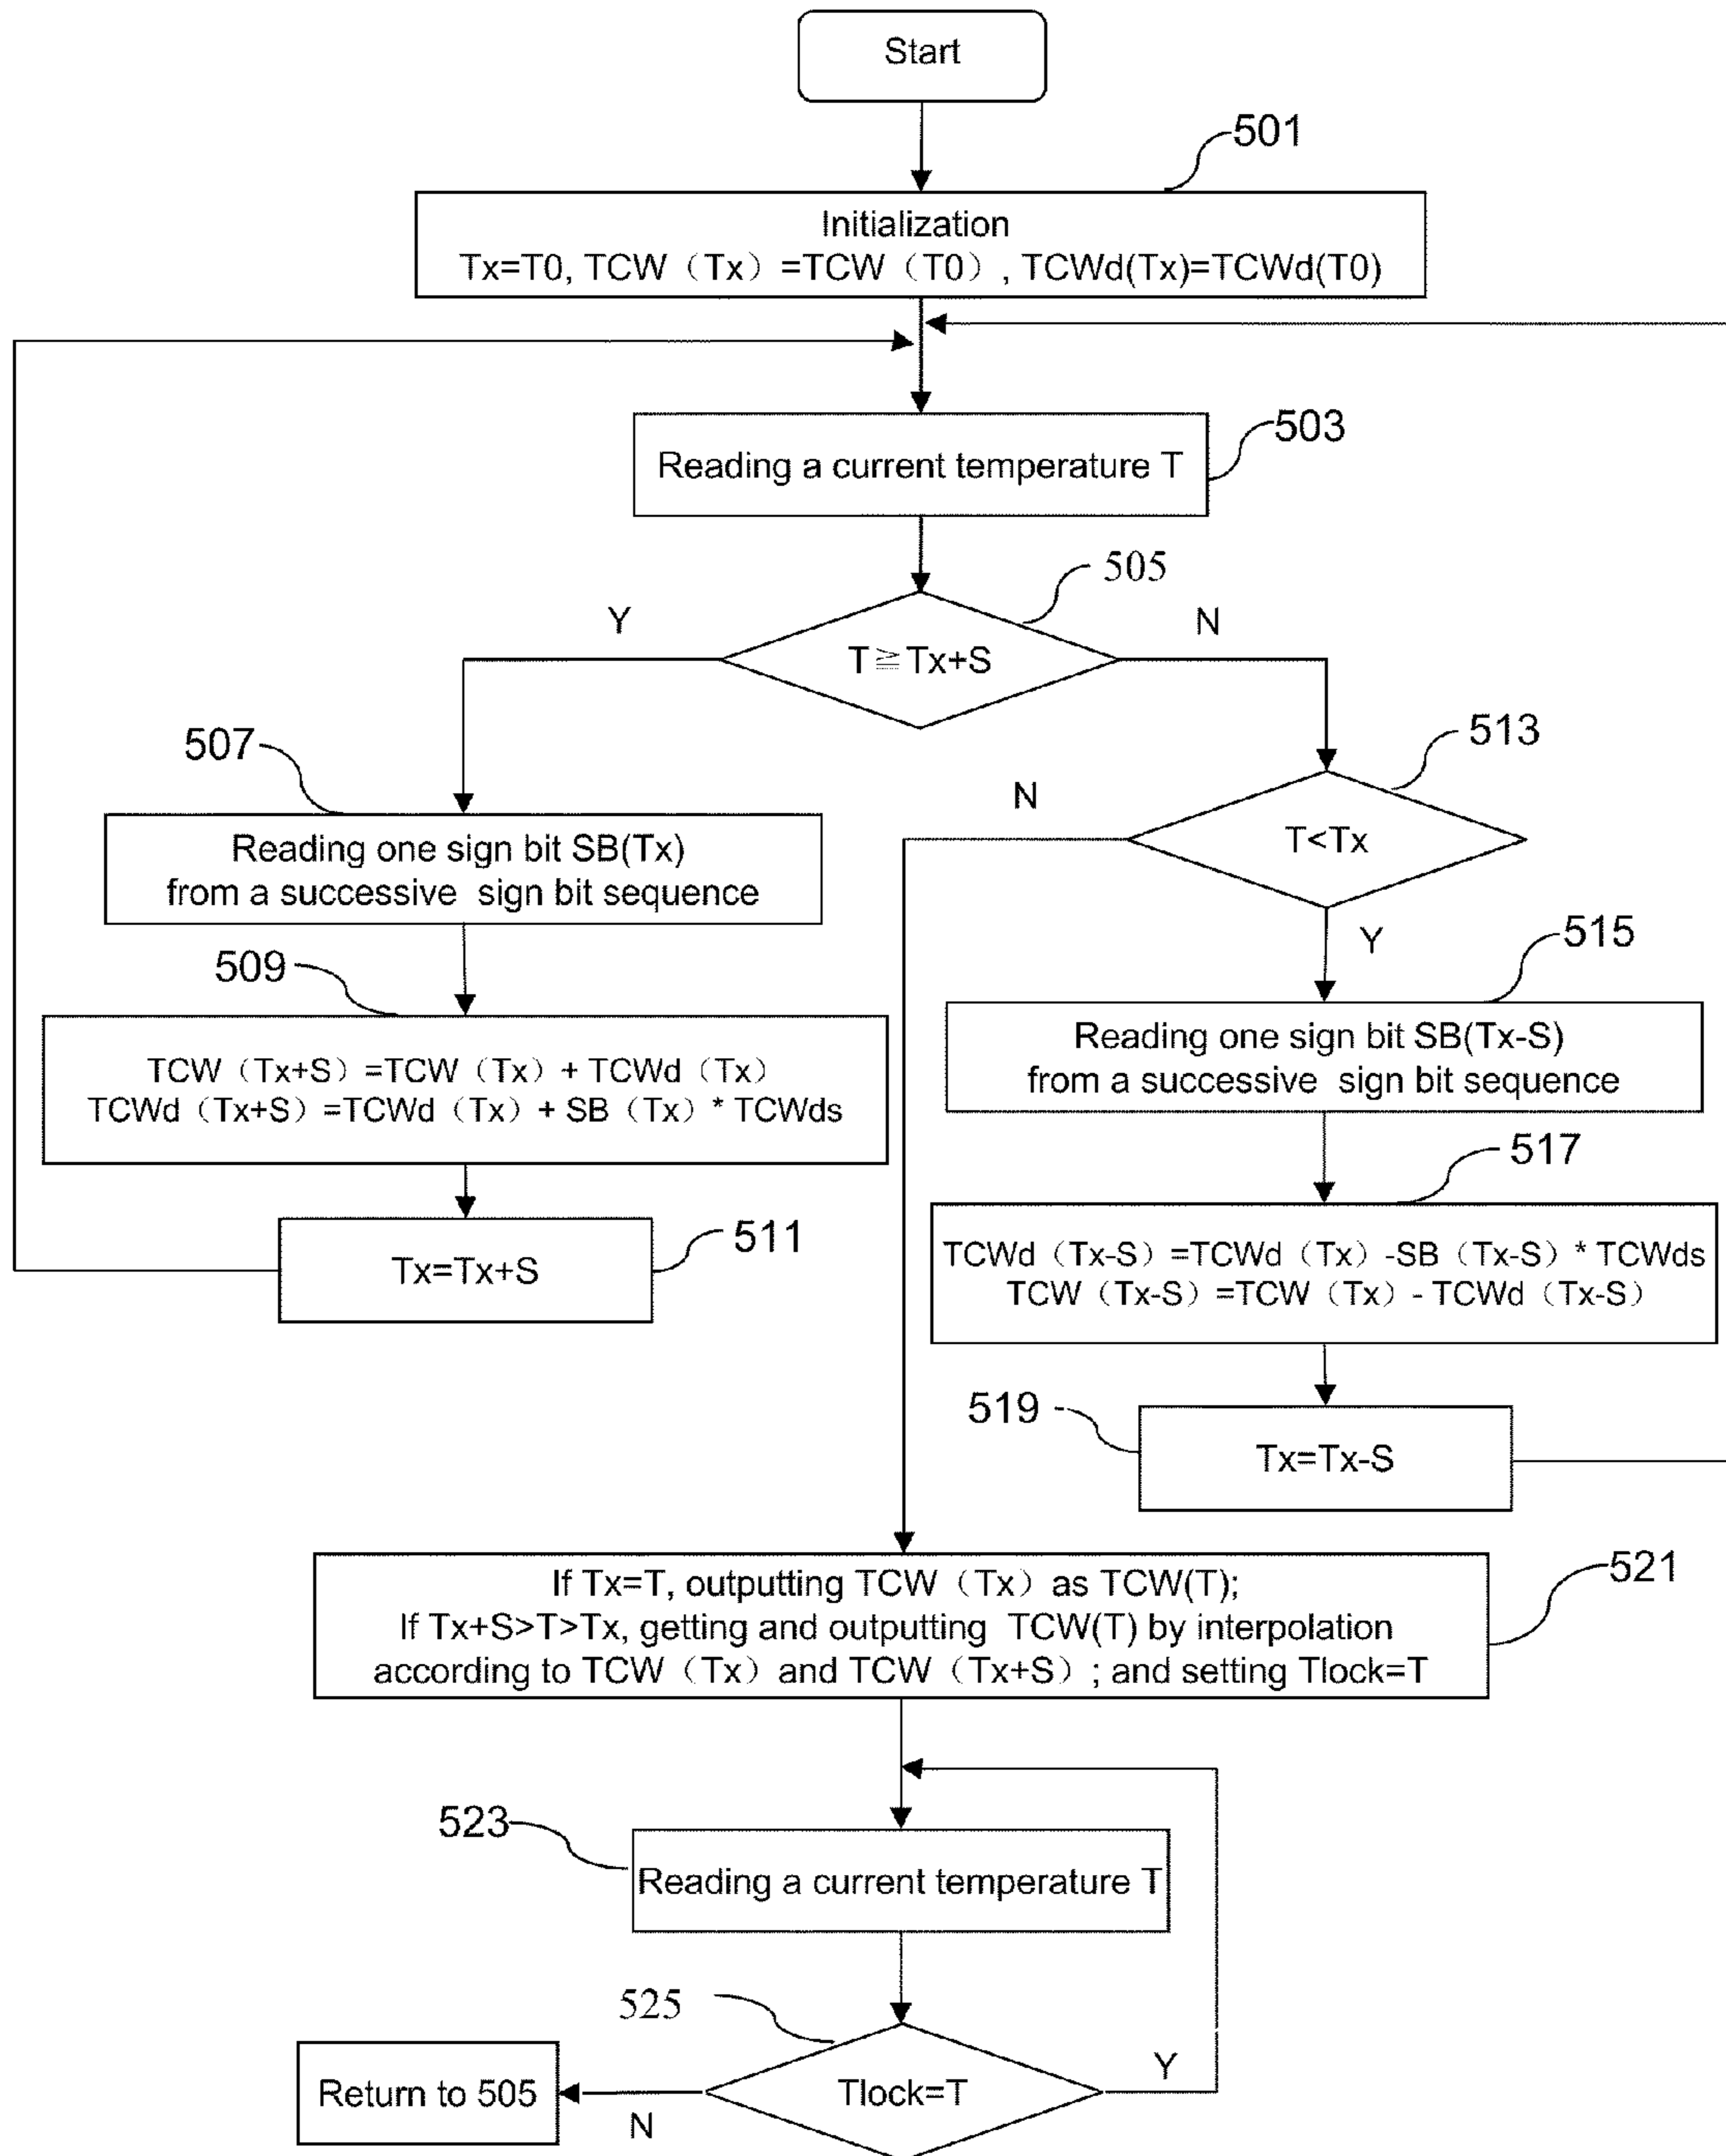 Start
501
Initialization
Tx=T0, TCW（Tx）=TCW（T0）, TCWd(Tx)=TCWd(T0)
503
Reading a current temperature T
505
Y
N
T≧Tx+S
507
513
N
Reading one sign bit SB(Tx)
from a successive sign bit sequence
T<Tx
Y
509
515
Reading one sign bit SB(Tx-S)
from a successive sign bit sequence
TCW（Tx+S）=TCW（Tx）+ TCWd（Tx）
TCWd（Tx+S）=TCWd（Tx）+ SB（Tx）* TCWds
517
511
Tx=Tx+S
TCWd（Tx-S）=TCWd（Tx）-SB（Tx-S）* TCWds
TCW（Tx-S）=TCW（Tx）- TCWd（Tx-S）
519
Tx=Tx-S
521
If Tx=T, outputting TCW（Tx）as TCW(T);
If Tx+S>T>Tx, getting and outputting TCW(T) by interpolation
according to TCW（Tx）and TCW（Tx+S）; and setting Tlock=T
523
Reading a current temperature T
525
Return to 505
N
Tlock=T
Y